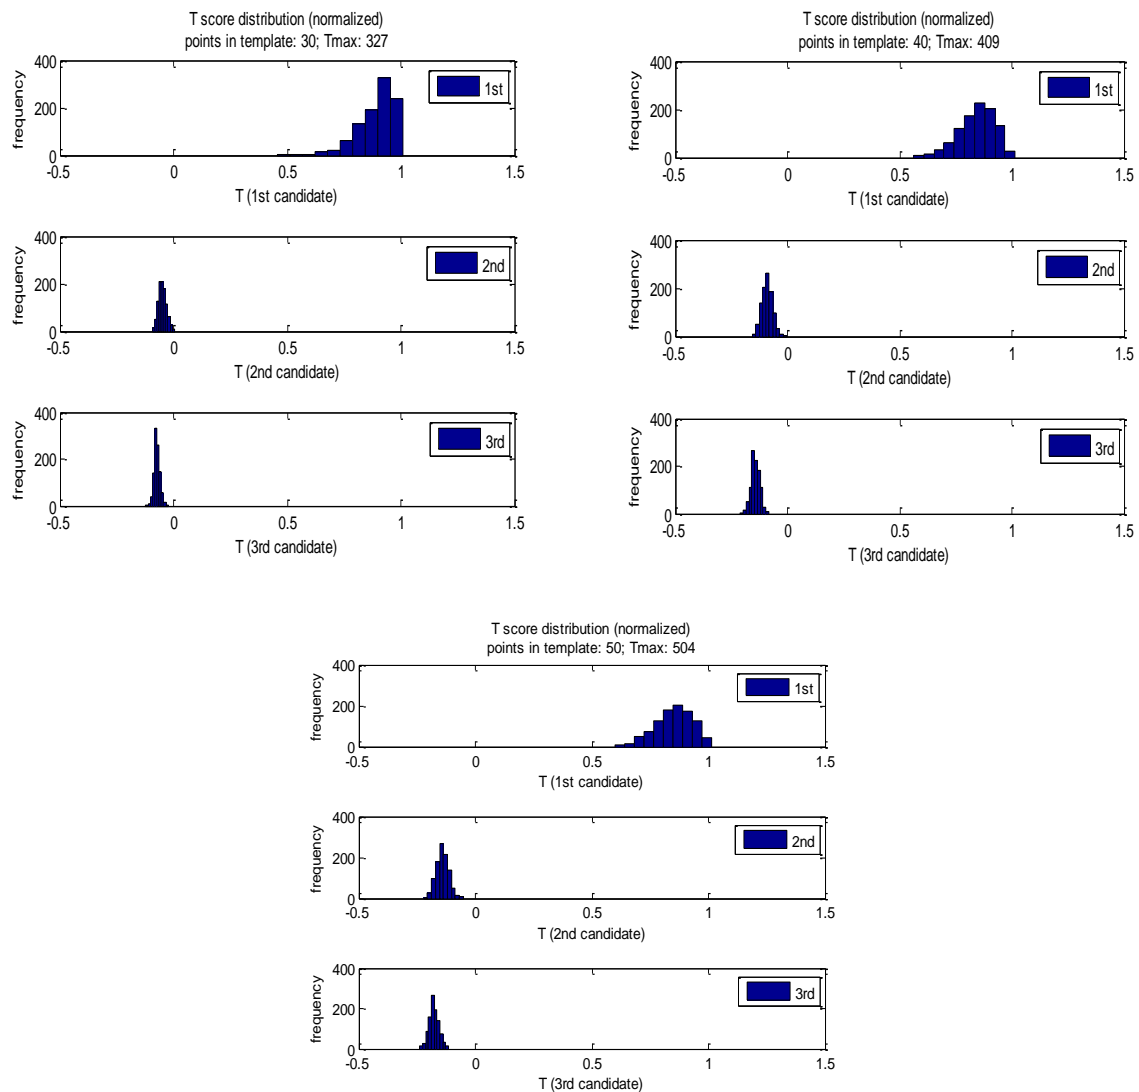 T score distribution (normalized)
points in template: 30; Tmax: 327
400
200
0
frequency
1st
-0.5 0 0.5 1 1.5
T (1st candidate)
400
200
0
frequency
2nd
-0.5 0 0.5 1 1.5
T (2nd candidate)
400
200
0
frequency
3rd
-0.5 0 0.5 1 1.5
T (3rd candidate)
T score distribution (normalized)
points in template: 40; Tmax: 409
400
200
0
frequency
1st
-0.5 0 0.5 1 1.5
T (1st candidate)
400
200
0
frequency
2nd
-0.5 0 0.5 1 1.5
T (2nd candidate)
400
200
0
frequency
3rd
-0.5 0 0.5 1 1.5
T (3rd candidate)
T score distribution (normalized)
points in template: 50; Tmax: 504
400
200
0
frequency
1st
-0.5 0 0.5 1 1.5
T (1st candidate)
400
200
0
frequency
2nd
-0.5 0 0.5 1 1.5
T (2nd candidate)
400
200
0
frequency
3rd
-0.5 0 0.5 1 1.5
T (3rd candidate)